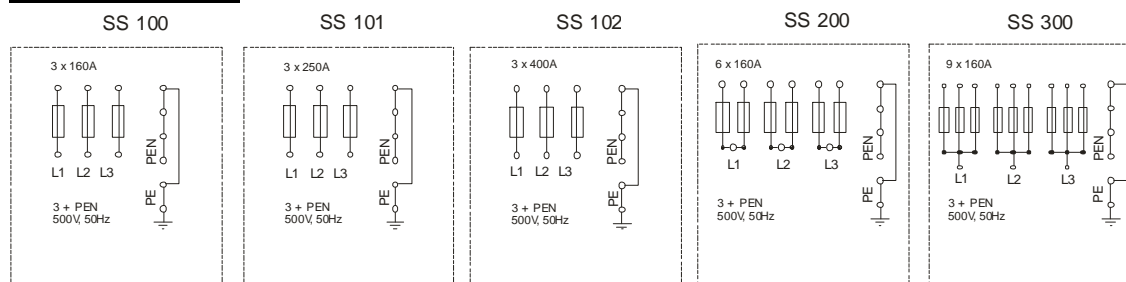 SS 100
3 x 160A
L1 L2 L3
PEN
PE
3 + PEN
500V, 50Hz
SS 101
3 x 250A
L1 L2 L3
PEN
PE
3 + PEN
500V, 50Hz
SS 102
3 x 400A
L1 L2 L3
PEN
PE
3 + PEN
500V, 50Hz
SS 200
6 x 160A
L1 L2 L3
PEN
PE
3 + PEN
500V, 50Hz
SS 300
9 x 160A
L1 L2 L3
PEN
PE
3 + PEN
500V, 50Hz